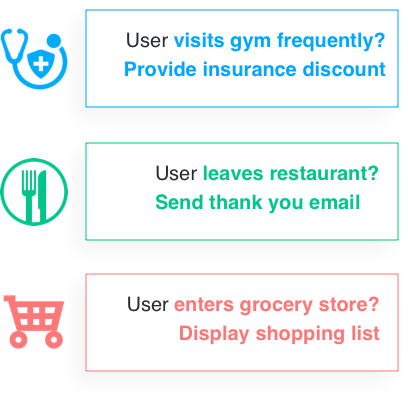 User visits gym frequently?
Provide insurance discount
User leaves restaurant?
Send thank you email
User enters grocery store?
Display shopping list